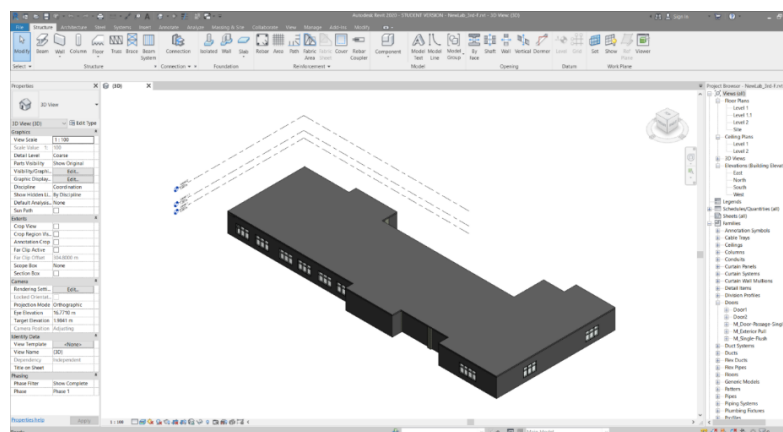 Autodesk Revit 2023 - STUDENT VERSION - NewLab_3rd-fl.rvt - 3D View: {3D}
Sign In
File Structure Architecture Steel Systems Insert Annotate Analyze Massing & Site Collaborate View Manage Add-Ins Modify
Modify Beam Wall Column Floor Truss Brace Beam System Connection Isolated Wall Slab Rebar Area Path Fabric Area Cover Rebar Coupler Component Model Text Model Line Model Group By Face Shaft Wall Vertical Dormer Level Grid Set Show Ref Plane Viewer
Select Structure Connection Foundation Reinforcement Model Opening Datum Work Plane
Properties
{3D}
Project Browser - NewLab_3rd-fl.rvt
3D View
3D View: {3D}
Edit Type
Graphics
View Scale 1 : 100
Scale Value 1: 100
Detail Level Coarse
Parts Visibility Show Original
Visibility/Graphi... Edit...
Graphic Display... Edit...
Discipline Coordination
Show Hidden Li... By Discipline
Default Analysis... None
Sun Path
Extents
Crop View
Crop Region Vis...
Annotation Crop
Far Clip Active
Far Clip Offset 304.8000 m
Scope Box None
Section Box
Camera
Rendering Setti... Edit...
Locked Orientat...
Projection Mode Orthographic
Eye Elevation
Target Elevation
Camera Position Adjusting
Identity Data
View Template <None>
View Name {3D}
Dependency Independent
Title on Sheet
Phasing
Phase Filter Show Complete
Phase Phase 1
Properties help
Apply
1 : 100
Views (all)
Floor Plans
Level 1
Level 1.1
Level 2
Site
Ceiling Plans
Level 1
Level 2
3D Views
Elevations (Building Elevat
East
North
South
West
Legends
Schedules/Quantities (all)
Sheets (all)
Families
Annotation Symbols
Cable Trays
Ceilings
Columns
Conduits
Curtain Panels
Curtain Systems
Curtain Wall Mullions
Detail Items
Division Profiles
Doors
Door1
Door2
M_Door-Passage-Singl
M_Exterior-Pull
M_Single-Flush
Duct Systems
Ducts
Flex Ducts
Flex Pipes
Floors
Generic Models
Pattern
Pipes
Piping Systems
Plumbing Fixtures
Profiles
Main Model